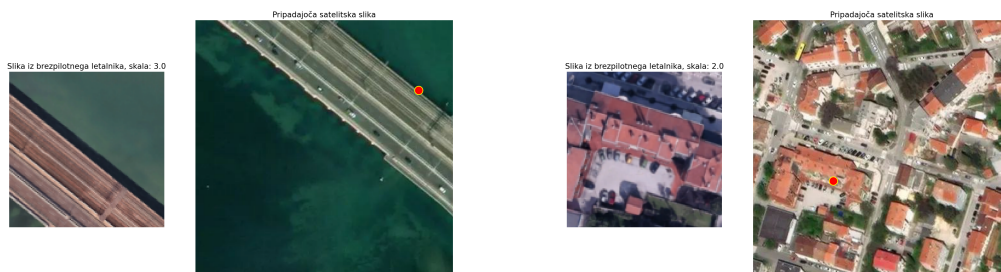 Pripadajoča satelitska slika
Slika iz brezpilotnega letalnika, skala: 3.0
Pripadajoča satelitska slika
Slika iz brezpilotnega letalnika, skala: 2.0